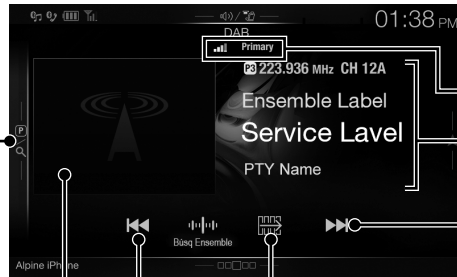 01:38 PM
DAB
Primary
P3 223.936 MHz CH 12A
Ensemble Label
Service Lavel
PTY Name
P
Búsq Ensemble
Alpine iPhone